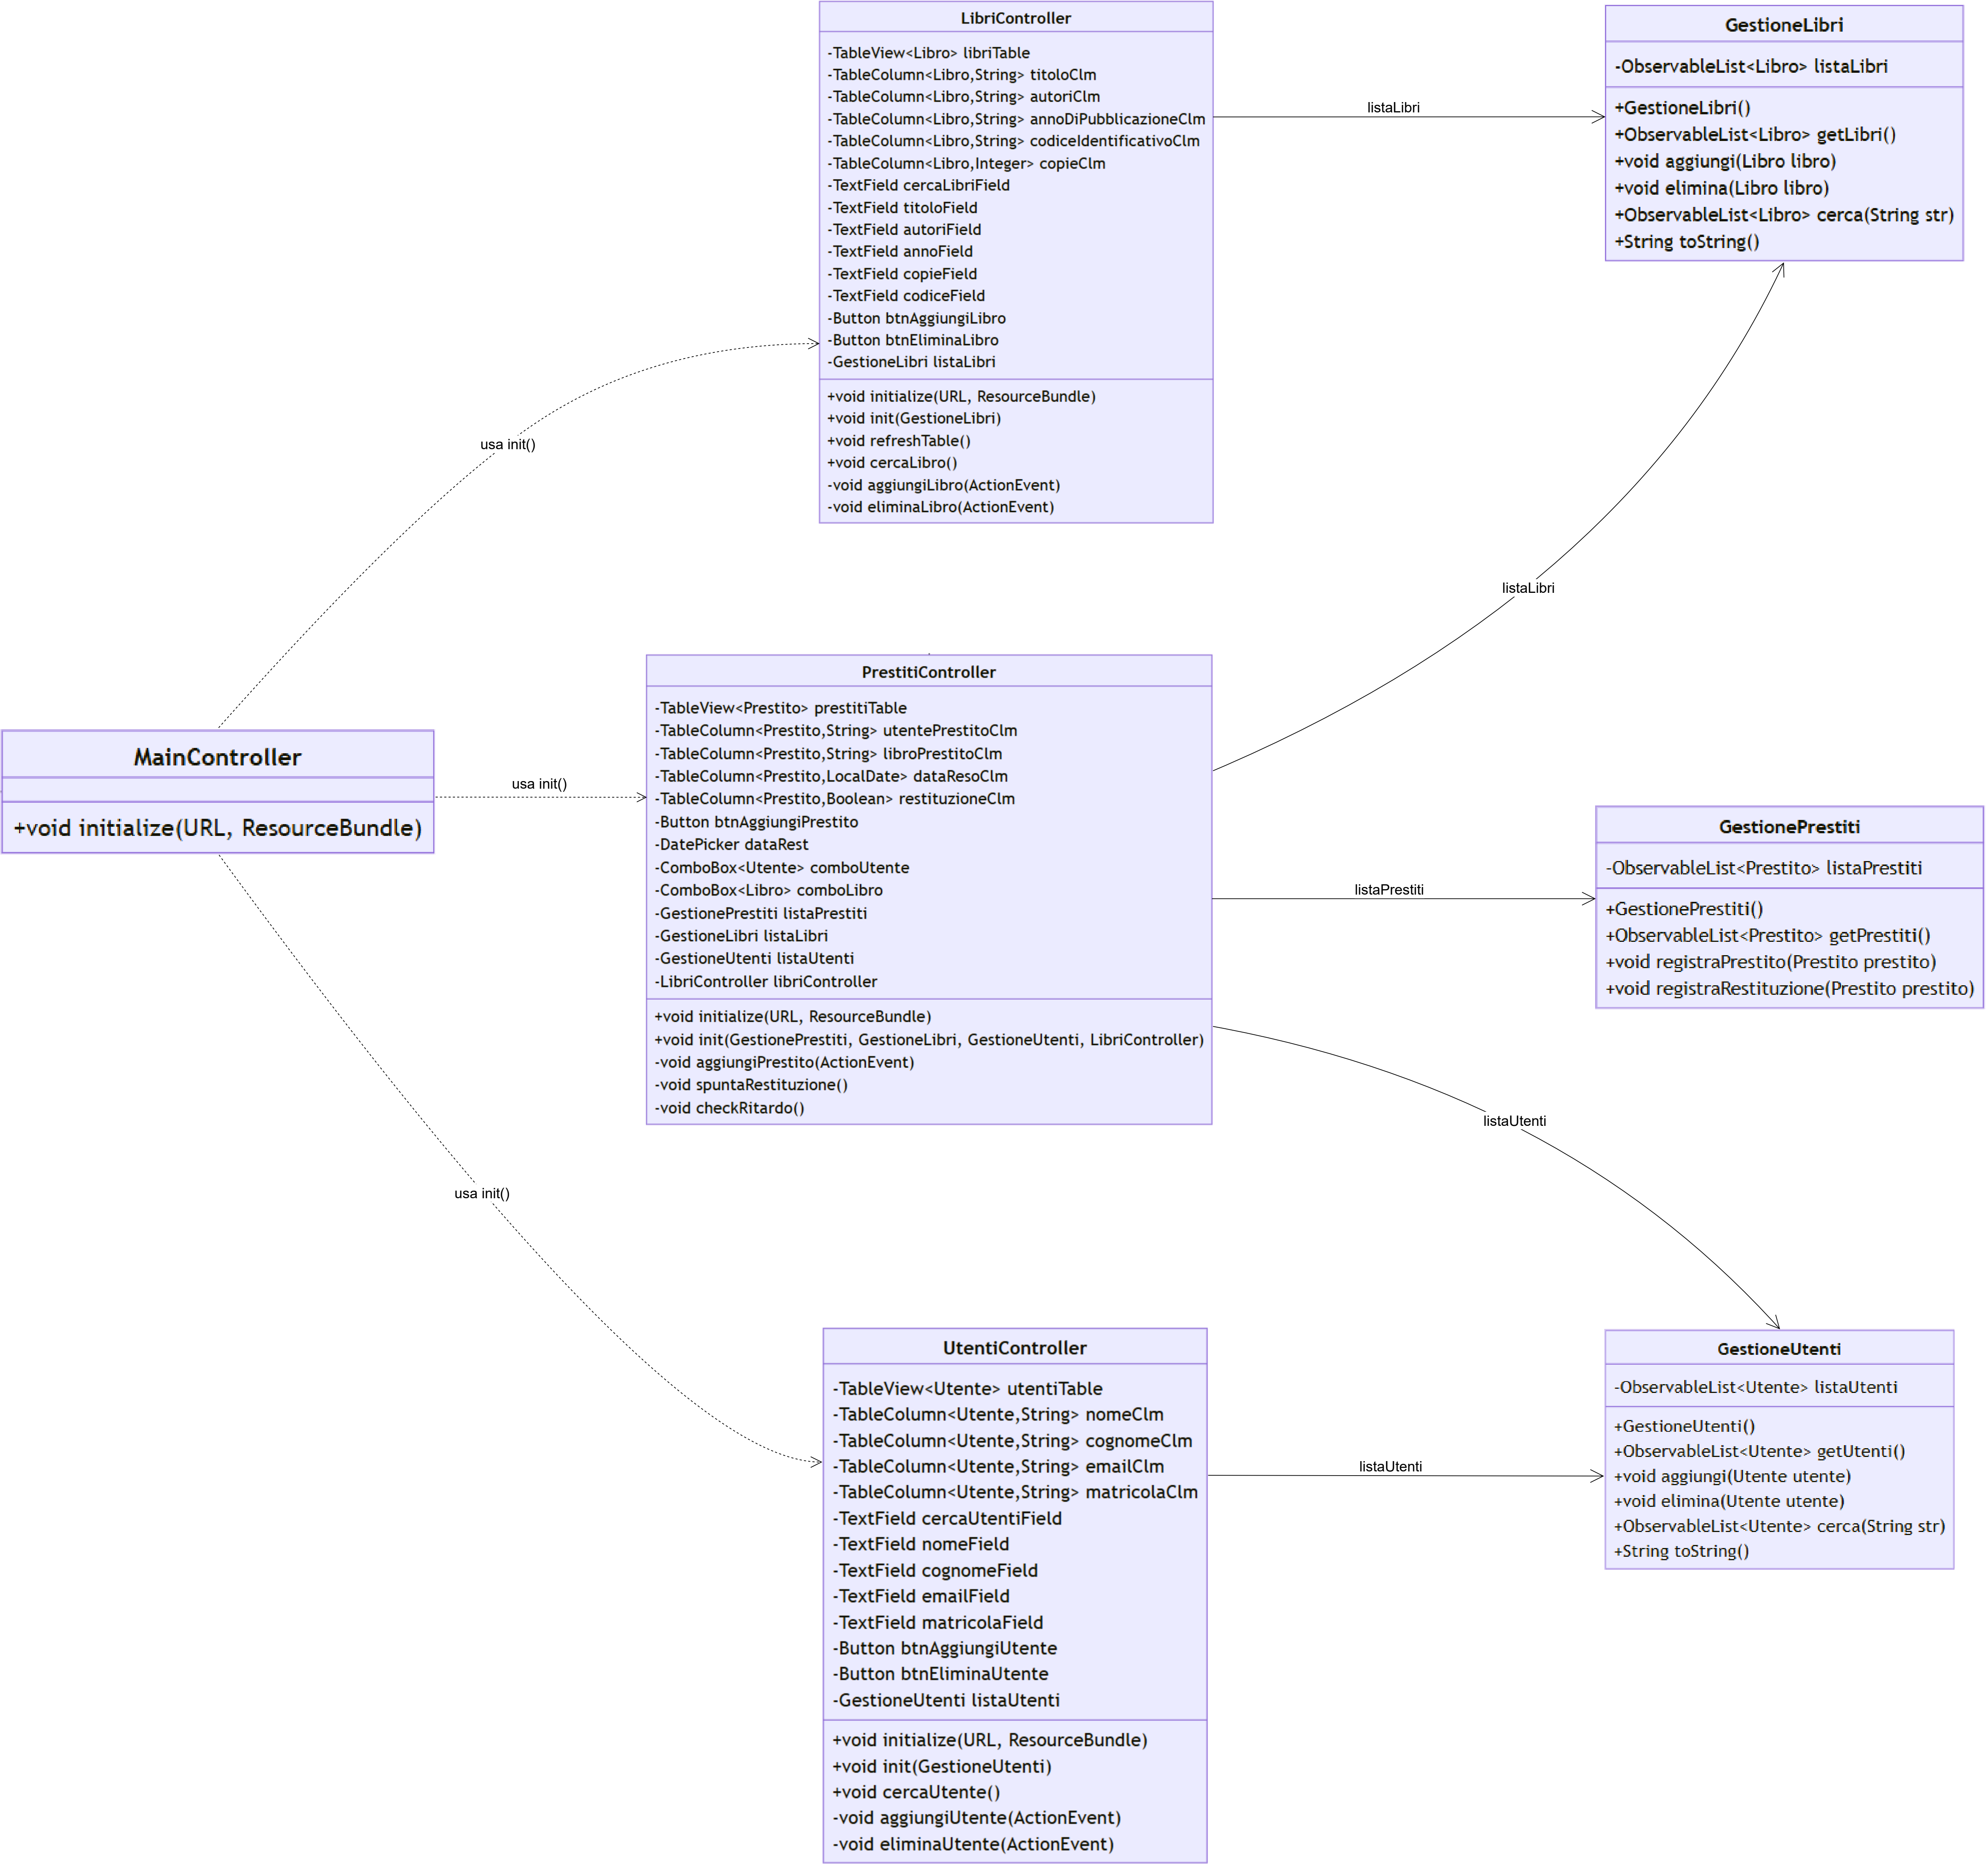 LibriController
-TableView<Libro> libriTable
-TableColumn<Libro,String> titoloClm
-TableColumn<Libro,String> autoriClm
-TableColumn<Libro,String> annoDiPubblicazioneClm
-TableColumn<Libro,String> codiceIdentificativoClm
-TableColumn<Libro,Integer> copieClm
-TextField cercaLibriField
-TextField titoloField
-TextField autoriField
-TextField annoField
-TextField copieField
-TextField codiceField
-Button btnAggiungiLibro
-Button btnEliminaLibro
-GestioneLibri listaLibri
+void initialize(URL, ResourceBundle)
+void init(GestioneLibri)
+void refreshTable()
+void cercaLibro()
-void aggiungiLibro(ActionEvent)
-void eliminaLibro(ActionEvent)
listaLibri
GestioneLibri
-ObservableList<Libro> listaLibri
+GestioneLibri()
+ObservableList<Libro> getLibri()
+void aggiungi(Libro libro)
+void elimina(Libro libro)
+ObservableList<Libro> cerca(String str)
+String toString()
usa init()
listaLibri
MainController
+void initialize(URL, ResourceBundle)
usa init()
PrestitiController
-TableView<Prestito> prestitiTable
-TableColumn<Prestito,String> utentePrestitoClm
-TableColumn<Prestito,String> libroPrestitoClm
-TableColumn<Prestito,LocalDate> dataResoClm
-TableColumn<Prestito,Boolean> restituzioneClm
-Button btnAggiungiPrestito
-DatePicker dataRest
-ComboBox<Utente> comboUtente
-ComboBox<Libro> comboLibro
-GestionePrestiti listaPrestiti
-GestioneLibri listaLibri
-GestioneUtenti listaUtenti
-LibriController libriController
+void initialize(URL, ResourceBundle)
+void init(GestionePrestiti, GestioneLibri, GestioneUtenti, LibriController)
-void aggiungiPrestito(ActionEvent)
-void spuntaRestituzione()
-void checkRitardo()
listaPrestiti
GestionePrestiti
-ObservableList<Prestito> listaPrestiti
+GestionePrestiti()
+ObservableList<Prestito> getPrestiti()
+void registraPrestito(Prestito prestito)
+void registraRestituzione(Prestito prestito)
listaUtenti
usa init()
UtentiController
-TableView<Utente> utentiTable
-TableColumn<Utente,String> nomeClm
-TableColumn<Utente,String> cognomeClm
-TableColumn<Utente,String> emailClm
-TableColumn<Utente,String> matricolaClm
-TextField cercaUtentiField
-TextField nomeField
-TextField cognomeField
-TextField emailField
-TextField matricolaField
-Button btnAggiungiUtente
-Button btnEliminaUtente
-GestioneUtenti listaUtenti
+void initialize(URL, ResourceBundle)
+void init(GestioneUtenti)
+void cercaUtente()
-void aggiungiUtente(ActionEvent)
-void eliminaUtente(ActionEvent)
listaUtenti
GestioneUtenti
-ObservableList<Utente> listaUtenti
+GestioneUtenti()
+ObservableList<Utente> getUtenti()
+void aggiungi(Utente utente)
+void elimina(Utente utente)
+ObservableList<Utente> cerca(String str)
+String toString()